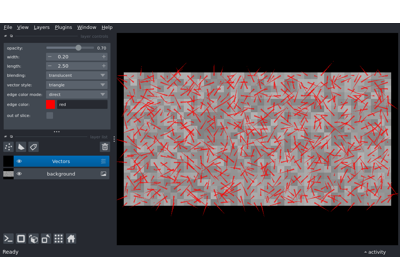 File View Layers Plugins Window Help
opacity: 0.70
width: 0.20
length: 2.50
blending: translucent
vector style: triangle
edge color mode: direct
edge color: red
out of slice:
Vectors
background
Ready
activity